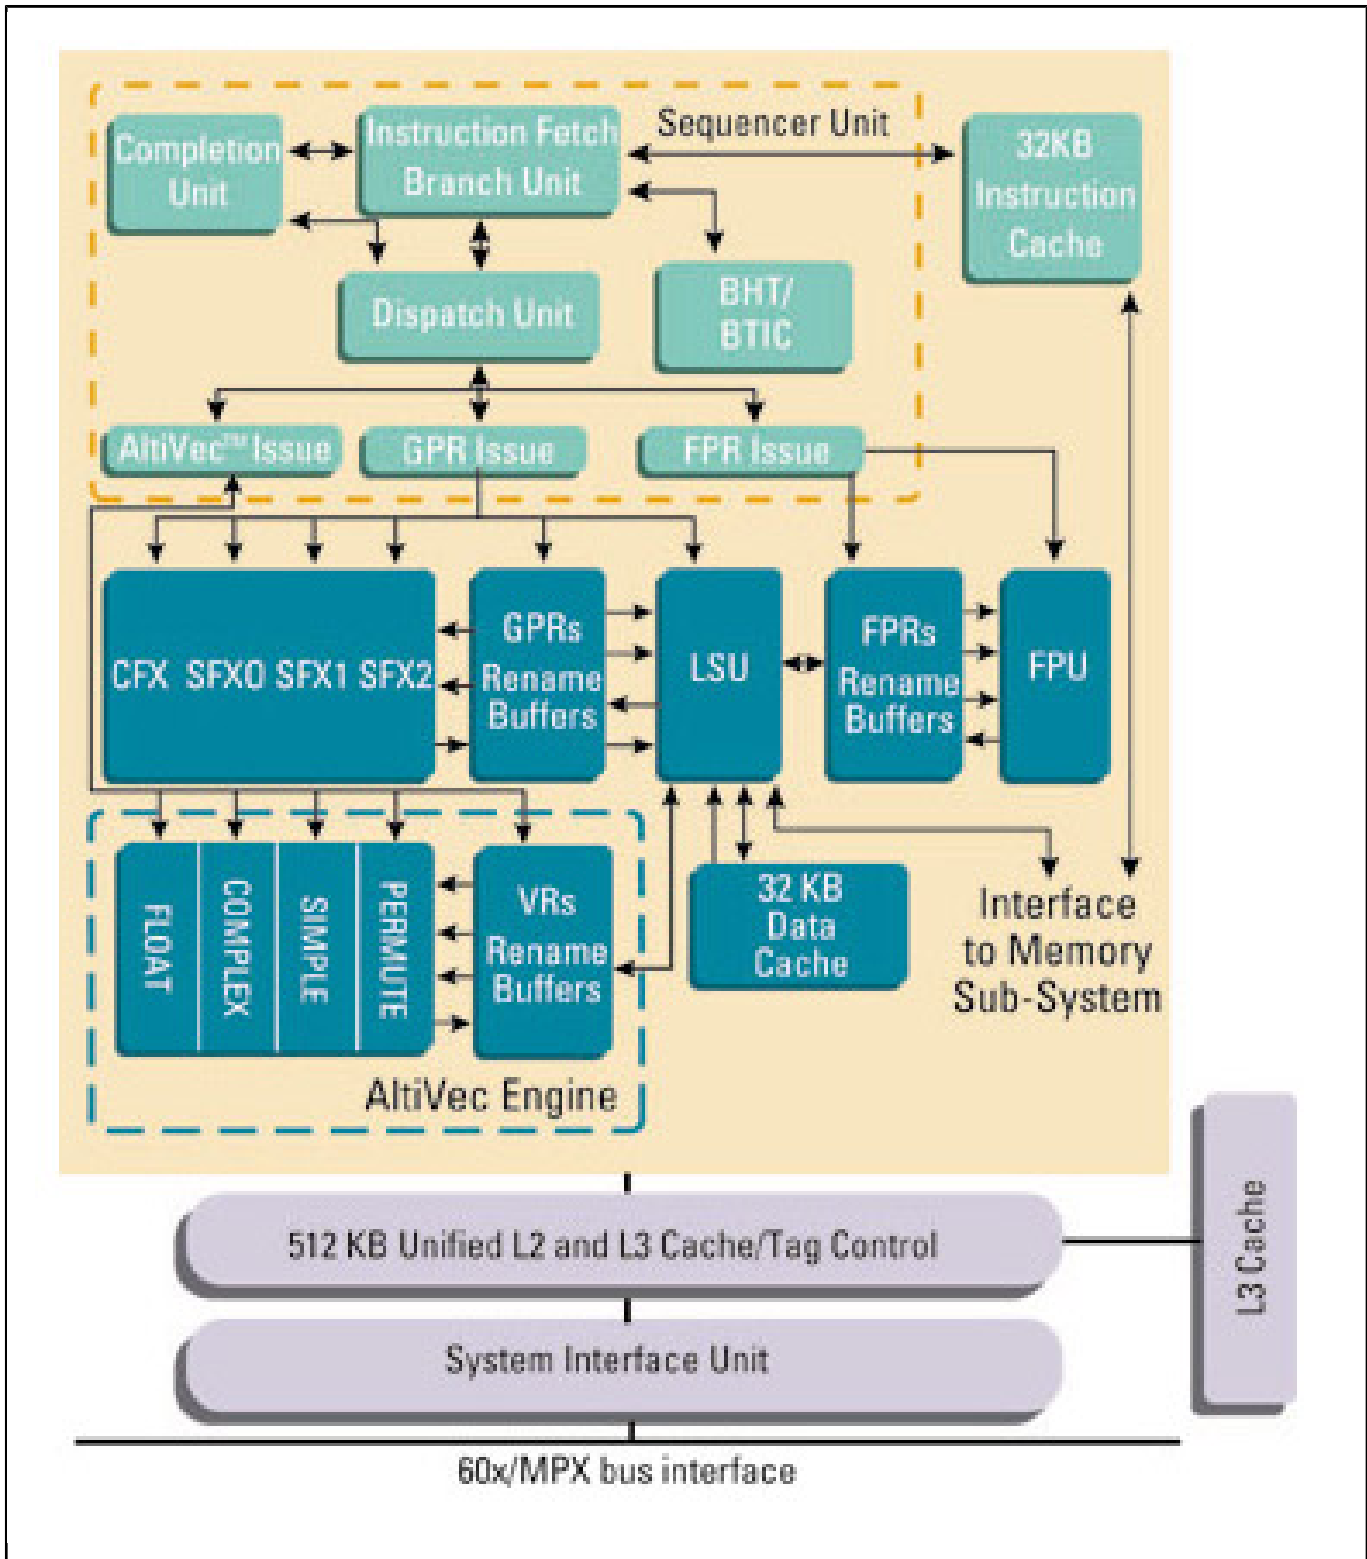 Sequencer Unit
Completion
Unit
Instruction Fetch
Branch Unit
32KB
Instruction
Cache
Dispatch Unit
BHT/
BTIC
AltiVec™ Issue
GPR Issue
FPR Issue
CFX SFX0 SFX1 SFX2
GPRs
Rename
Buffers
LSU
FPRs
Rename
Buffers
FPU
FLOAT
COMPLEX
SIMPLE
PERMUTE
VRs
Rename
Buffers
32 KB
Data
Cache
Interface
to Memory
Sub-System
AltiVec Engine
512 KB Unified L2 and L3 Cache/Tag Control
L3 Cache
System Interface Unit
60x/MPX bus interface